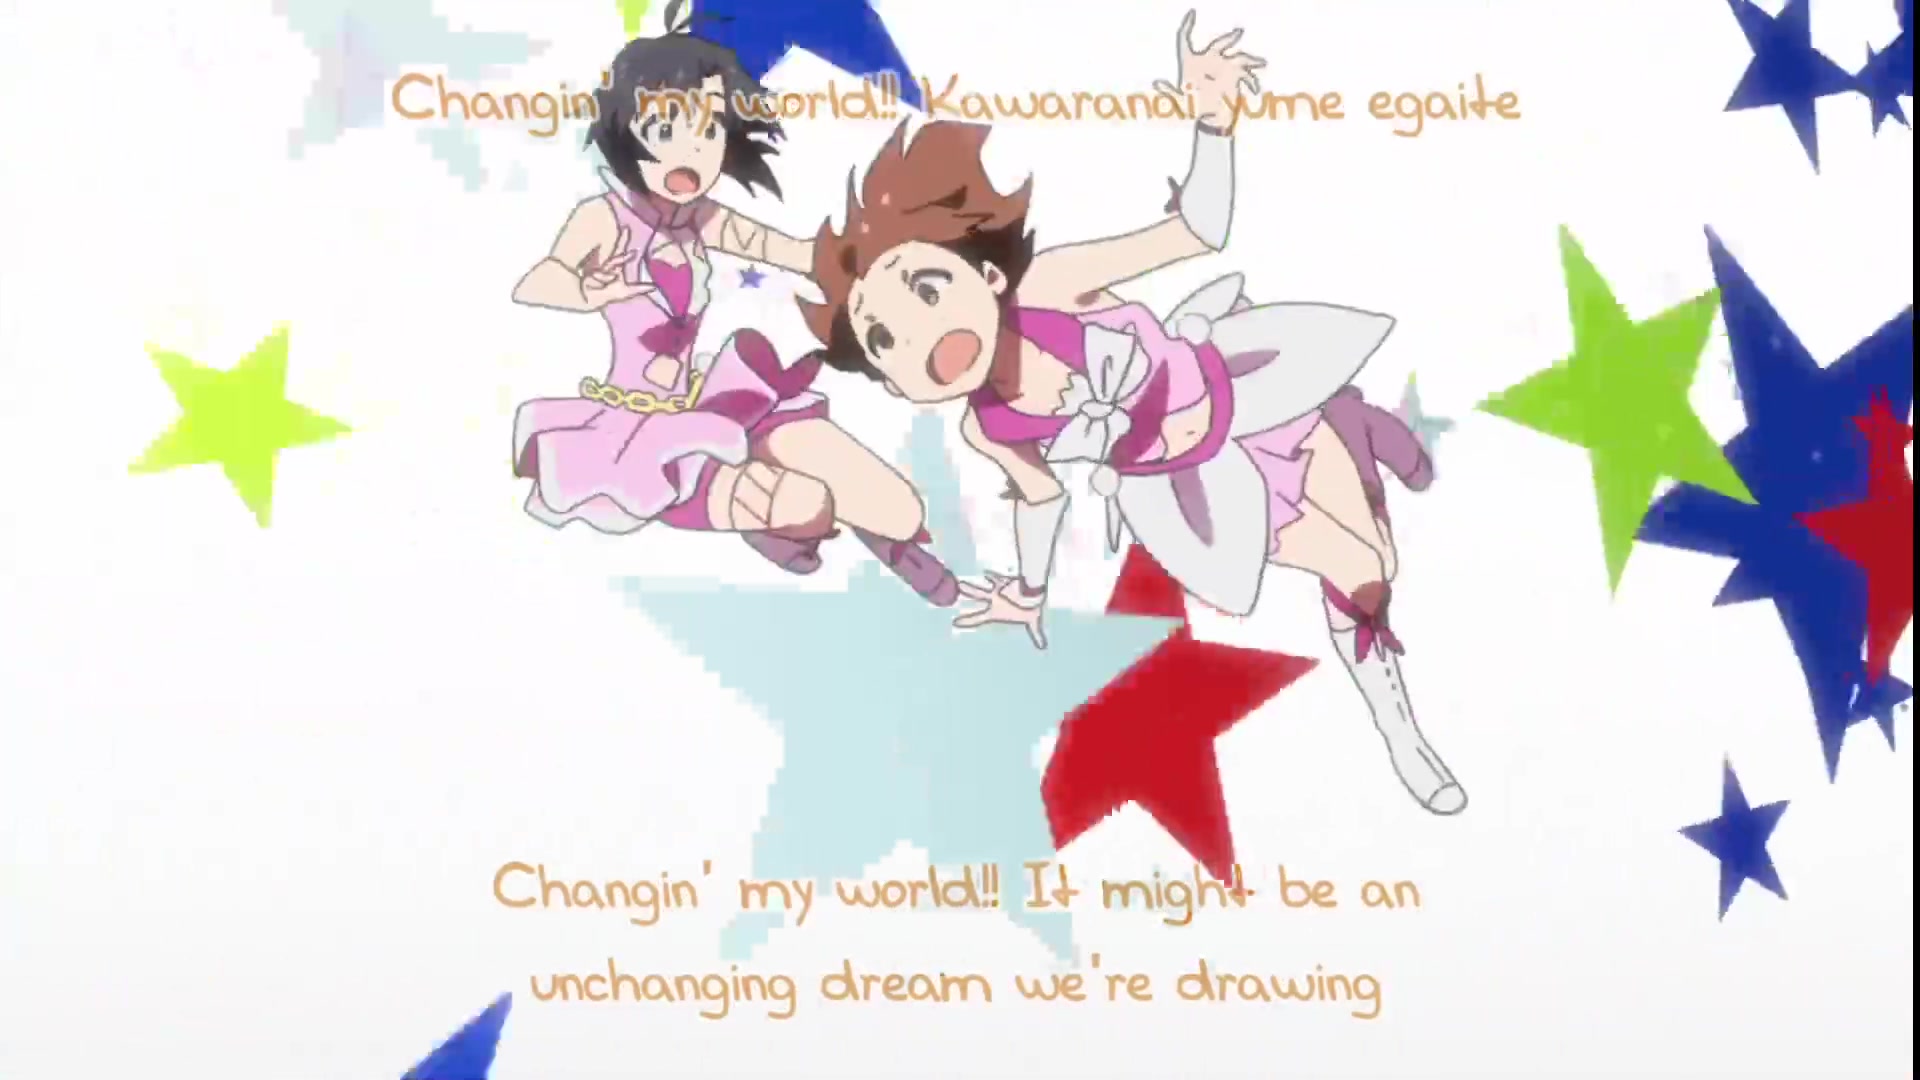 Changin' my world!! Kawaranai yume egaite
Changin' my world!! It might be an
unchanging dream we're drawing